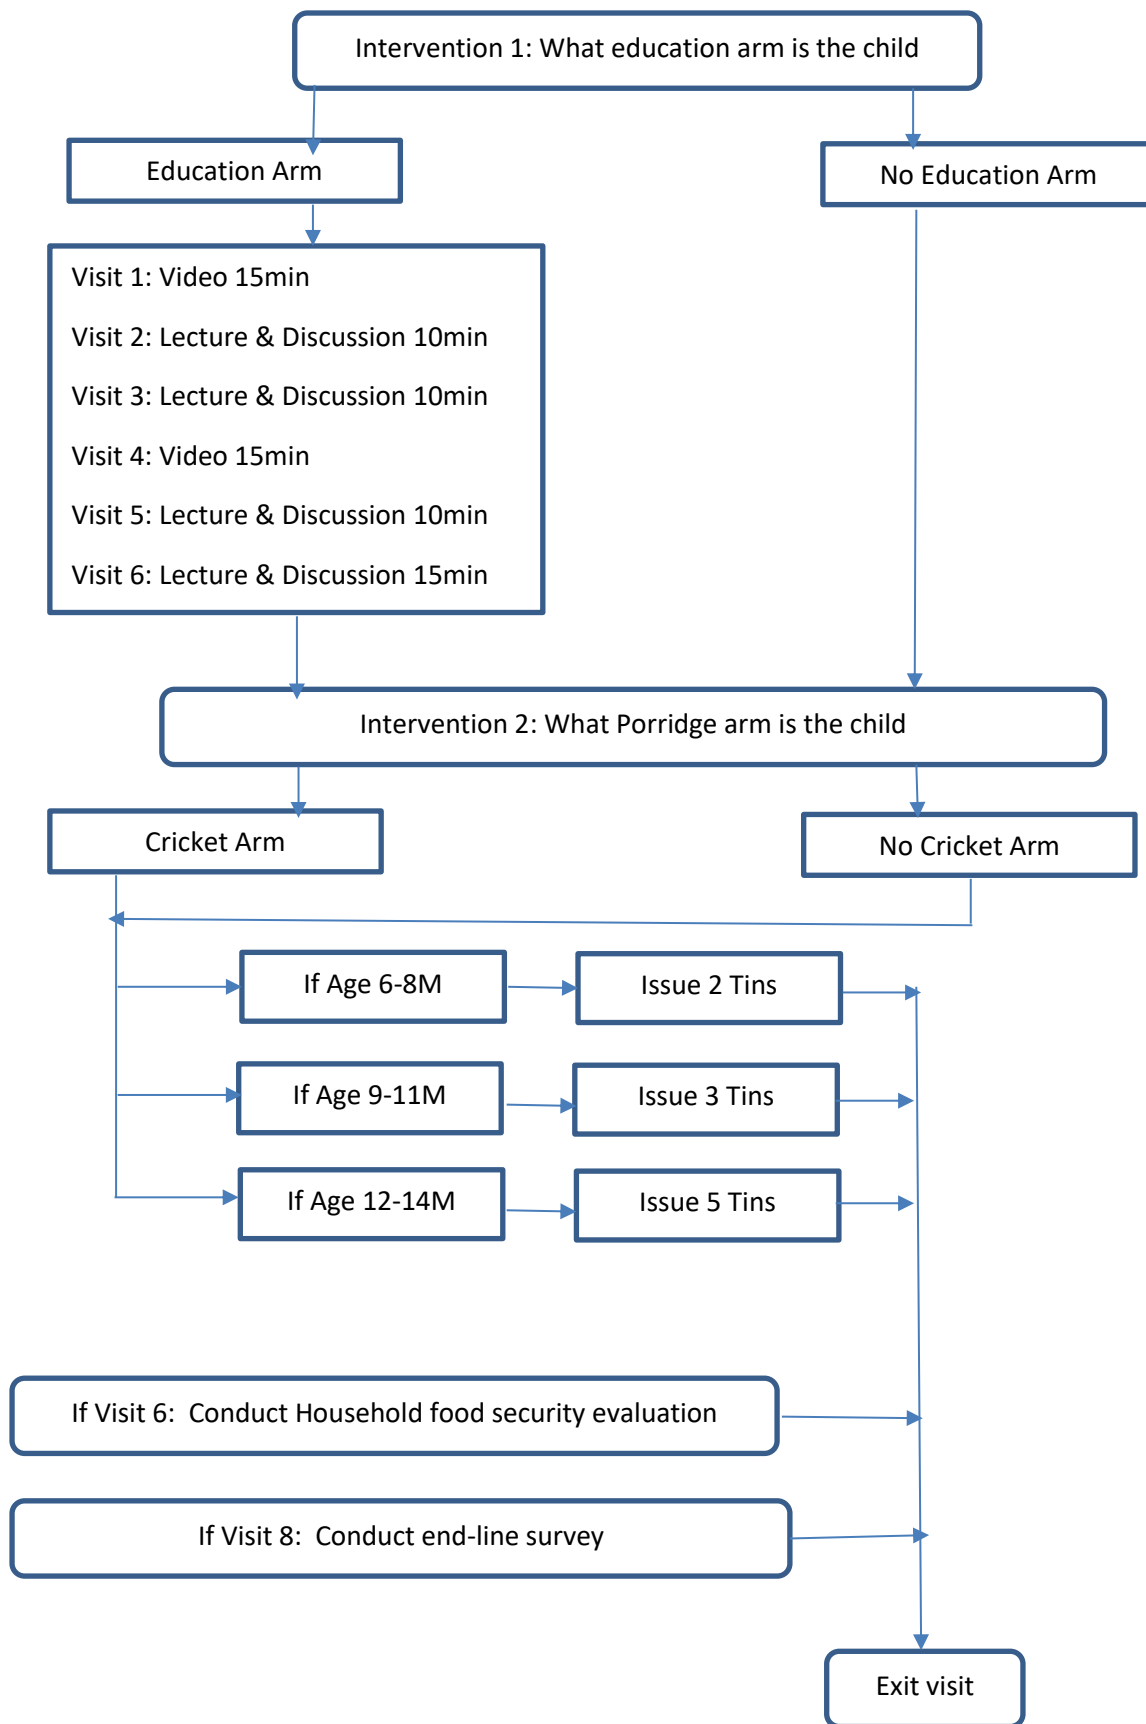 Intervention 1: What education arm is the child
Education Arm
No Education Arm
Visit 1: Video 15min
Visit 2: Lecture & Discussion 10min
Visit 3: Lecture & Discussion 10min
Visit 4: Video 15min
Visit 5: Lecture & Discussion 10min
Visit 6: Lecture & Discussion 15min
Intervention 2: What Porridge arm is the child
Cricket Arm
No Cricket Arm
If Age 6-8M
Issue 2 Tins
If Age 9-11M
Issue 3 Tins
If Age 12-14M
Issue 5 Tins
If Visit 6:  Conduct Household food security evaluation
If Visit 8:  Conduct end-line survey
Exit visit